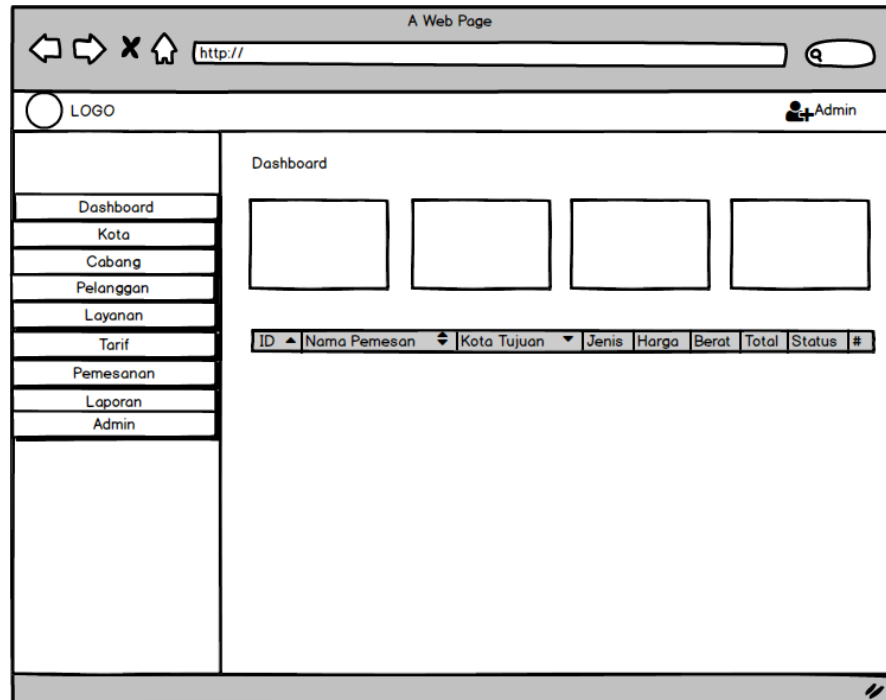 A Web Page
http://
LOGO
Admin
Dashboard
Dashboard
Kota
Cabang
Pelanggan
Layanan
Tarif
Pemesanan
Laporan
Admin
ID Nama Pemesan Kota Tujuan Jenis Harga Berat Total Status #